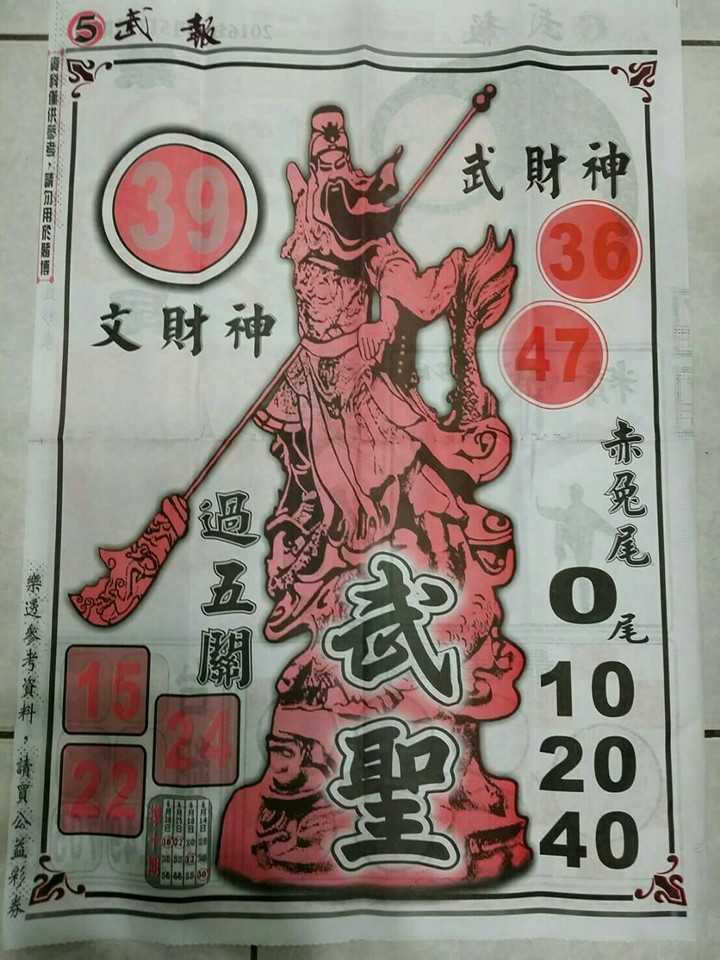 5 武報
資料僅供參考，請勿用於賭博
39
文財神
武財神
36
47
赤兔尾
0尾
10
20
40
過五關
15
24
22
武聖
樂透參考資料，請買公益彩券